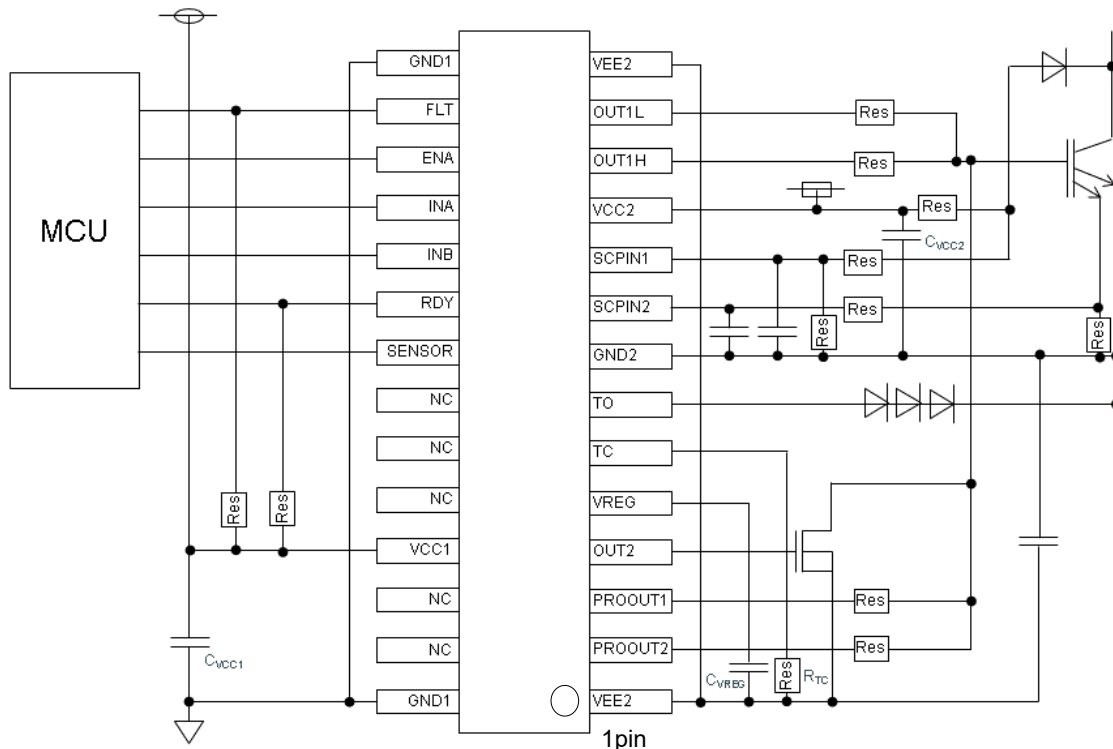 MCU
GND1
FLT
ENA
INA
INB
RDY
SENSOR
NC
NC
NC
VCC1
NC
NC
GND1
Res
Res
CVCC1
VEE2
OUT1L
OUT1H
VCC2
SCPIN1
SCPIN2
GND2
TO
TC
VREG
OUT2
PROOUT1
PROOUT2
VEE2
1pin
Res
Res
Res
CVCC2
Res
Res
Res
Res
Res
Res
CVREG
Res
RTC